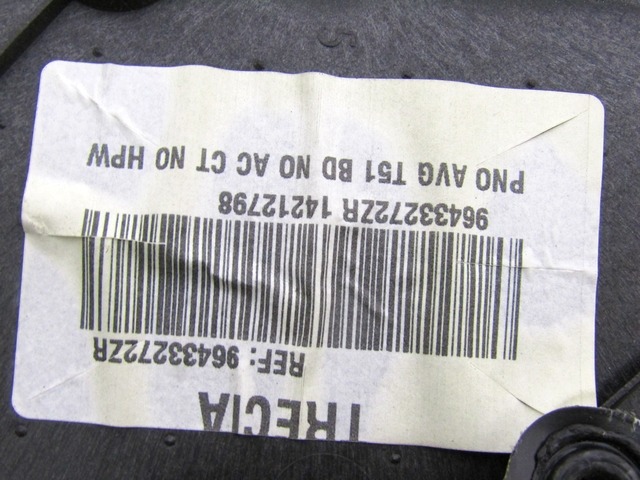 TRECIA
REF: 96433272ZR
96433272ZR 14212798
PNO AVG T51 BD NO AC CT NO HPW